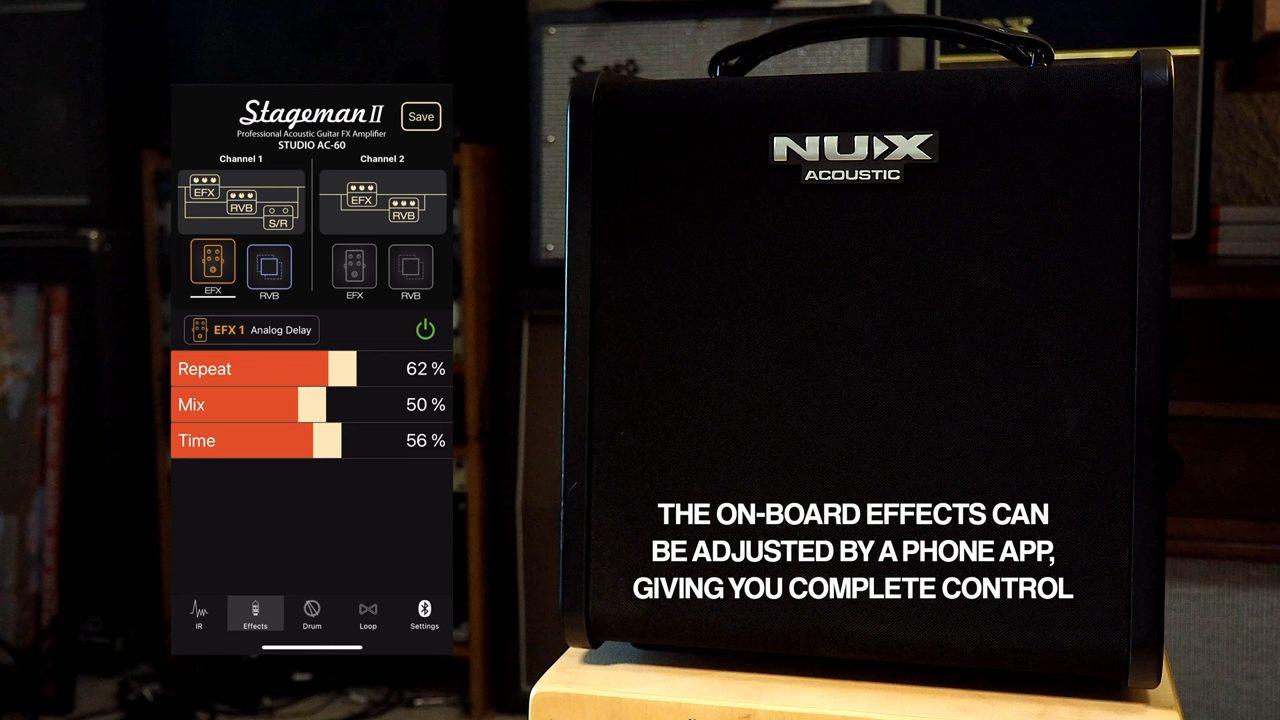 Stageman II
Save
Professional Acoustic Guitar FX Amplifier
STUDIO AC-60
Channel 1
Channel 2
EFX
RVB
S/R
EFX
RVB
EFX
RVB
EFX
RVB
EFX 1 Analog Delay
Repeat 62 %
Mix 50 %
Time 56 %
IR
Effects
Drum
Loop
Settings
NUX
ACOUSTIC
THE ON-BOARD EFFECTS CAN
BE ADJUSTED BY A PHONE APP,
GIVING YOU COMPLETE CONTROL